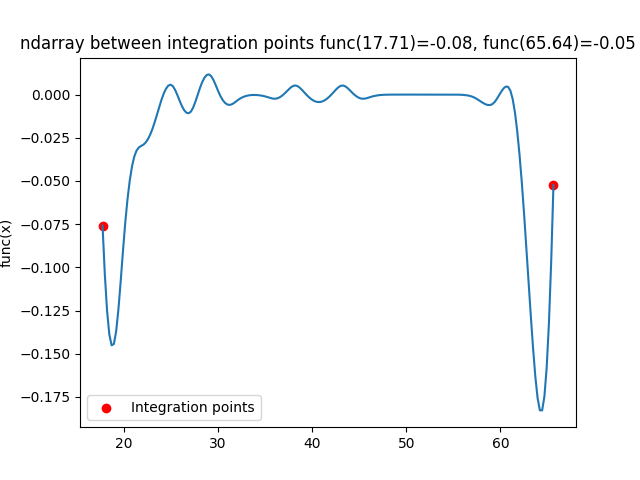 ndarray between integration points func(17.71)=-0.08, func(65.64)=-0.05
func(x)
0.000
−0.025
−0.050
−0.075
−0.100
−0.125
−0.150
−0.175
Integration points
20 30 40 50 60